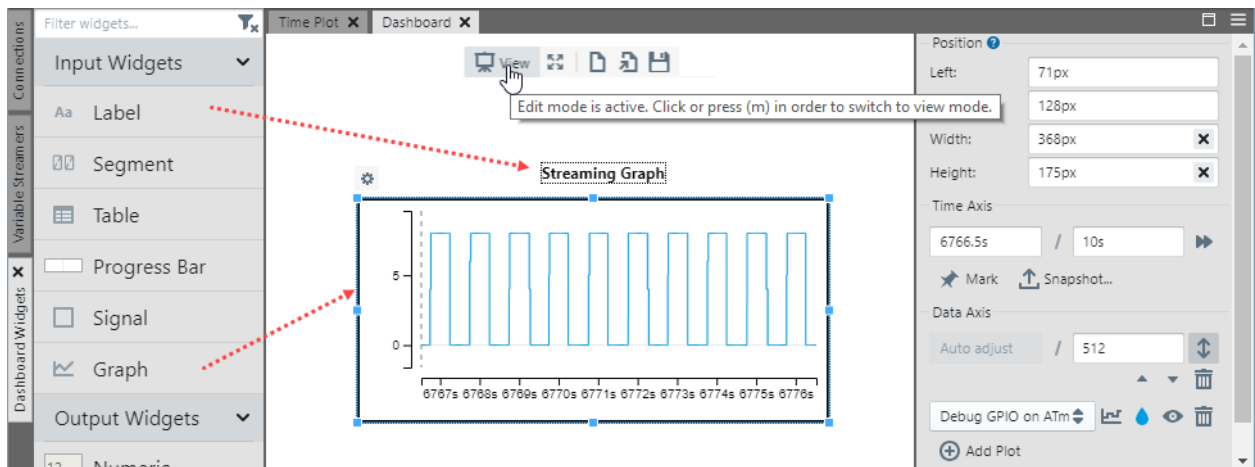 Connections
Variable Streamers
Dashboard Widgets
Filter widgets...
Input Widgets
Aa Label
Segment
Table
Progress Bar
Signal
Graph
Output Widgets
Time Plot
Dashboard
View
Edit mode is active. Click or press (m) in order to switch to view mode.
Streaming Graph
5
0
6767s 6768s 6769s 6770s 6771s 6772s 6773s 6774s 6775s 6776s
Position
Left: 71px
128px
Width: 368px
Height: 175px
Time Axis
6766.5s / 10s
Mark Snapshot...
Data Axis
Auto adjust / 512
Debug GPIO on ATm
Add Plot